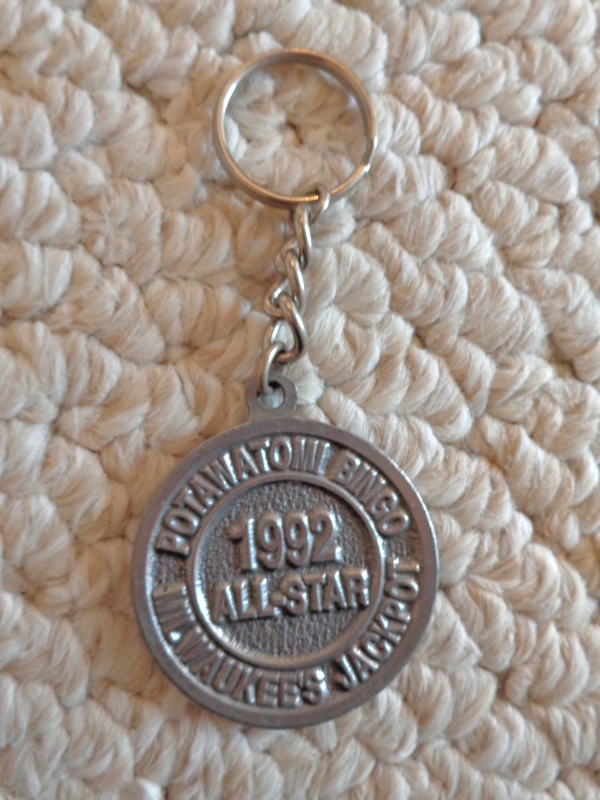 POTAWATOMI BINGO
1992
ALL-STAR
MILWAUKEE'S JACKPOT